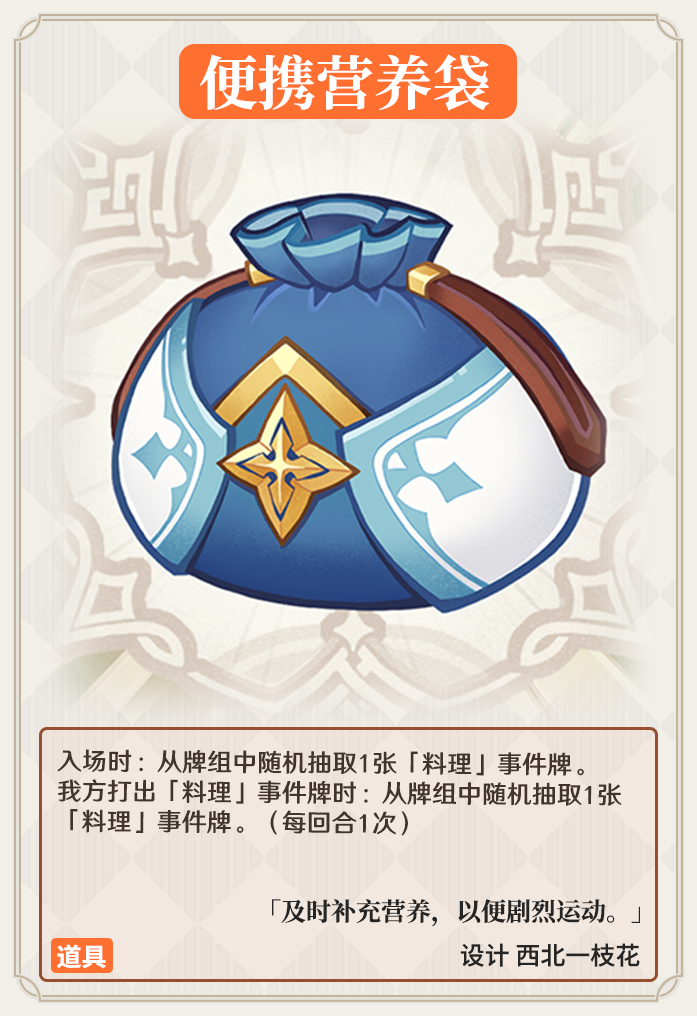 便携营养袋
入场时：从牌组中随机抽取1张「料理」事件牌。
我方打出「料理」事件牌时：从牌组中随机抽取1张
「料理」事件牌。（每回合1次）
「及时补充营养，以便剧烈运动。」
道具
设计 西北一枝花